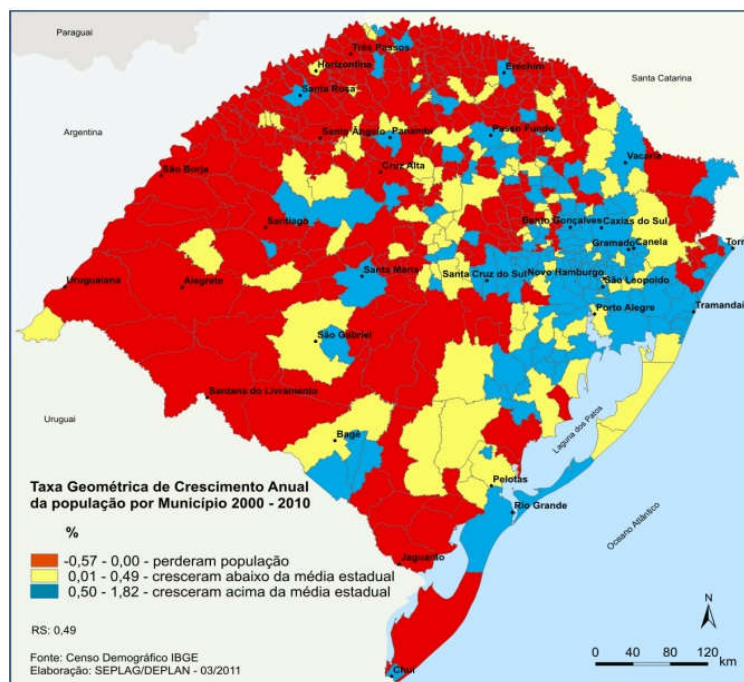 Paraguai
Três Passos
Horizontina
Erechim
Santa Catarina
Santa Rosa
Argentina
Santo Ângelo
Panambi
Passo Fundo
Vacaria
São Borja
Cruz Alta
Santiago
Bento Gonçalves
Caxias do Sul
Gramado
Canela
Torr
Uruguaiana
Alegrete
Santa Maria
Santa Cruz do Sul
Novo Hamburgo
São Leopoldo
Porto Alegre
Tramandaí
São Gabriel
Santana do Livramento
Uruguai
Bagé
Laguna dos Patos
Taxa Geométrica de Crescimento Anual
da população por Município 2000 - 2010
Pelotas
Rio Grande
Oceano Atlântico
%
-0,57 - 0,00 - perderam população
0,01 - 0,49 - cresceram abaixo da média estadual
0,50 - 1,82 - cresceram acima da média estadual
Jaguarão
RS: 0,49
N
Fonte: Censo Demográfico IBGE
Elaboração: SEPLAG/DEPLAN - 03/2011
Chuí
0 40 80 120
km